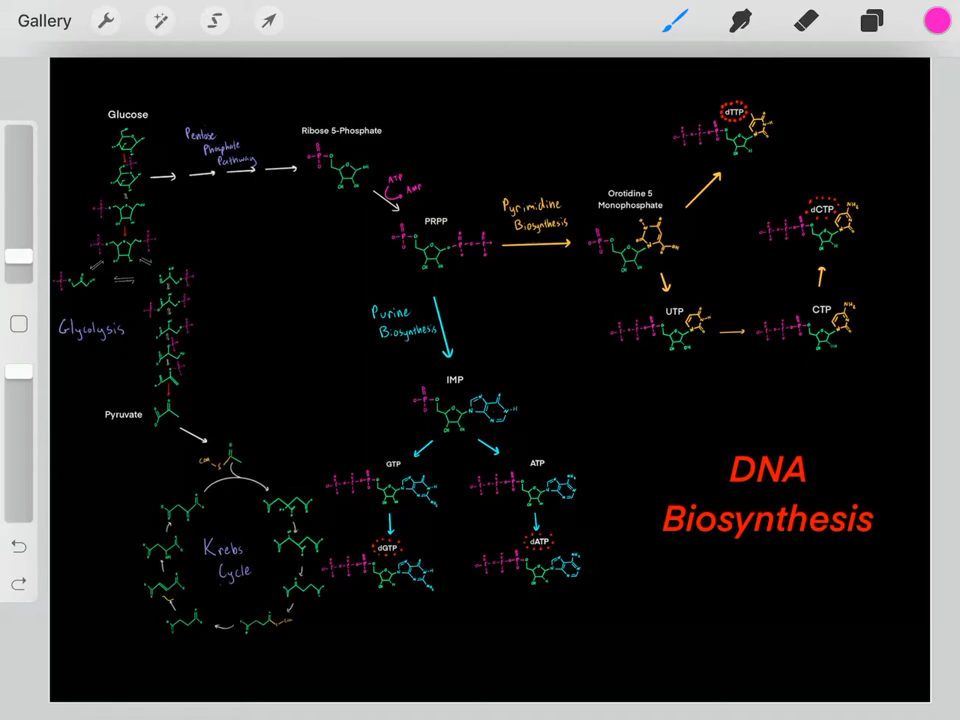 Gallery
Glucose
Pentose
Phosphate
Pathway
Ribose 5-Phosphate
ATP
AMP
PRPP
Pyrimidine
Biosynthesis
Orotidine 5
Monophosphate
dTTP
dCTP
UTP
CTP
Glycolysis
Purine
Biosynthesis
IMP
Pyruvate
GTP
ATP
dGTP
dATP
Krebs
Cycle
DNA
Biosynthesis